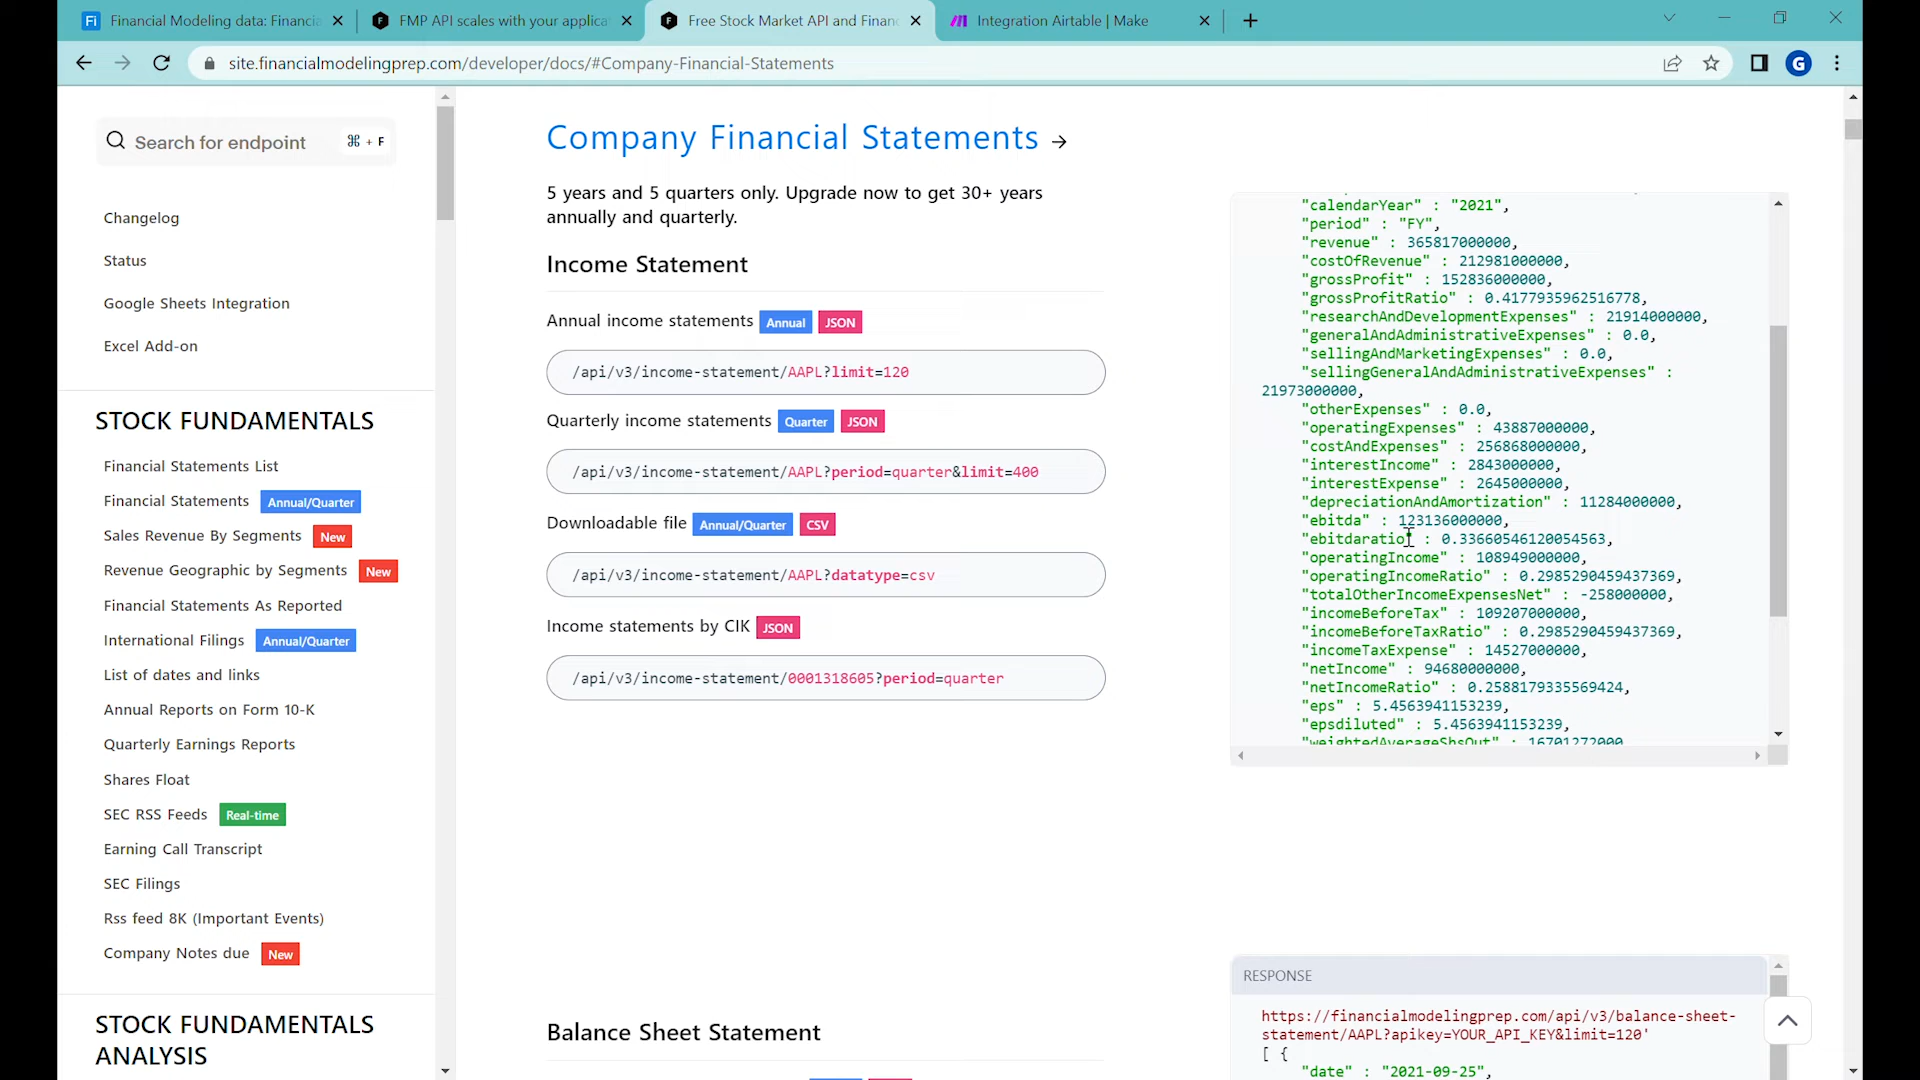 Financial Modeling data: Financia
FMP API scales with your applicat
Free Stock Market API and Financ
Integration Airtable | Make
site.financialmodelingprep.com/developer/docs/#Company-Financial-Statements
G
Search for endpoint ⌘ + F
Changelog
Status
Google Sheets Integration
Excel Add-on
STOCK FUNDAMENTALS
Financial Statements List
Financial Statements Annual/Quarter
Sales Revenue By Segments New
Revenue Geographic by Segments New
Financial Statements As Reported
International Filings Annual/Quarter
List of dates and links
Annual Reports on Form 10-K
Quarterly Earnings Reports
Shares Float
SEC RSS Feeds Real-time
Earning Call Transcript
SEC Filings
Rss feed 8K (Important Events)
Company Notes due New
STOCK FUNDAMENTALS
ANALYSIS
Company Financial Statements →
5 years and 5 quarters only. Upgrade now to get 30+ years
annually and quarterly.
Income Statement
Annual income statements Annual JSON
/api/v3/income-statement/AAPL?limit=120
Quarterly income statements Quarter JSON
/api/v3/income-statement/AAPL?period=quarter&limit=400
Downloadable file Annual/Quarter CSV
/api/v3/income-statement/AAPL?datatype=csv
Income statements by CIK JSON
/api/v3/income-statement/0001318605?period=quarter
Balance Sheet Statement
"calendarYear" : "2021",
"period" : "FY",
"revenue" : 365817000000,
"costOfRevenue" : 212981000000,
"grossProfit" : 152836000000,
"grossProfitRatio" : 0.4177935962516778,
"researchAndDevelopmentExpenses" : 21914000000,
"generalAndAdministrativeExpenses" : 0.0,
"sellingAndMarketingExpenses" : 0.0,
"sellingGeneralAndAdministrativeExpenses" :
21973000000,
"otherExpenses" : 0.0,
"operatingExpenses" : 43887000000,
"costAndExpenses" : 256868000000,
"interestIncome" : 2843000000,
"interestExpense" : 2645000000,
"depreciationAndAmortization" : 11284000000,
"ebitda" : 123136000000,
"ebitdaratio" : 0.33660546120054563,
"operatingIncome" : 108949000000,
"operatingIncomeRatio" : 0.2985290459437369,
"totalOtherIncomeExpensesNet" : -258000000,
"incomeBeforeTax" : 109207000000,
"incomeBeforeTaxRatio" : 0.2985290459437369,
"incomeTaxExpense" : 14527000000,
"netIncome" : 94680000000,
"netIncomeRatio" : 0.2588179335569424,
"eps" : 5.4563941153239,
"epsdiluted" : 5.4563941153239,
"weightedAverageShsOut" : 16701272000
RESPONSE
https://financialmodelingprep.com/api/v3/balance-sheet-
statement/AAPL?apikey=YOUR_API_KEY&limit=120'
[ {
"date" : "2021-09-25",